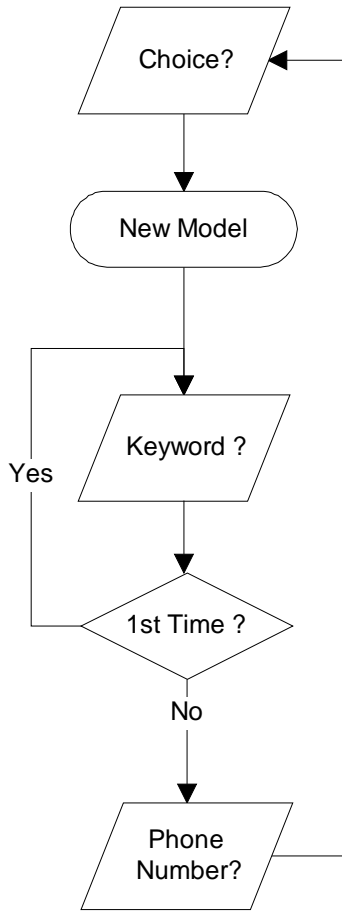 Choice?
New Model
Keyword ?
Yes
1st Time ?
No
Phone
Number?